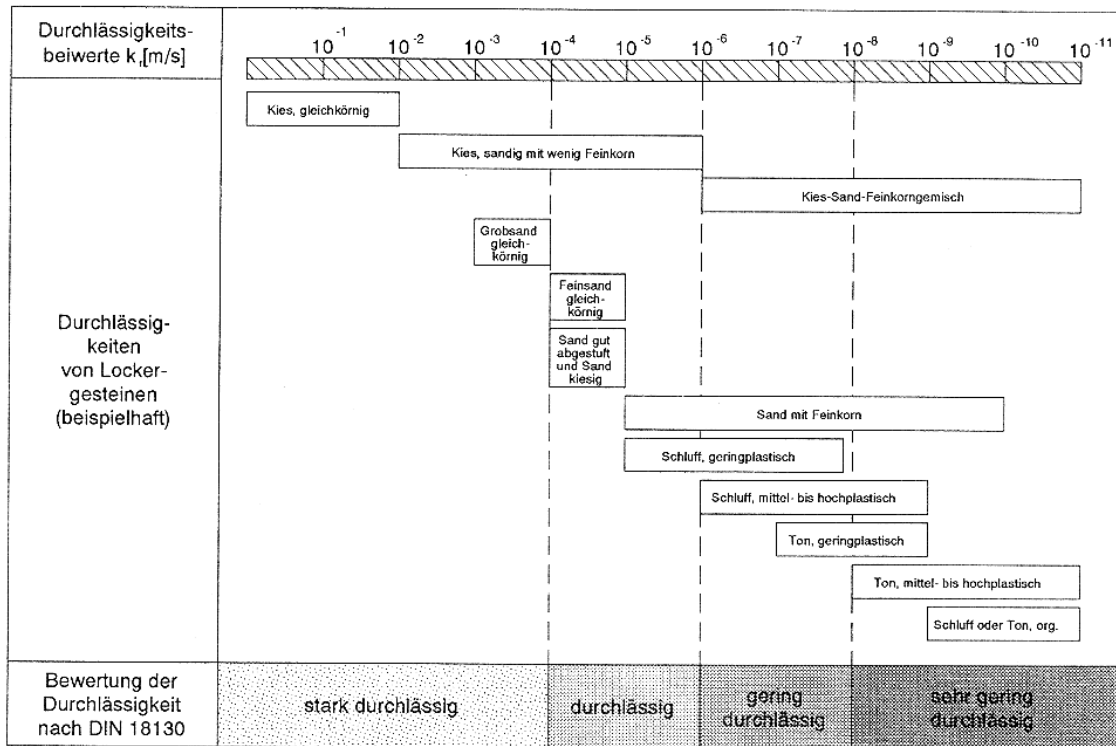 Durchlässigkeits-
beiwerte k,[m/s]
10⁻¹ 10⁻² 10⁻³ 10⁻⁴ 10⁻⁵ 10⁻⁶ 10⁻⁷ 10⁻⁸ 10⁻⁹ 10⁻¹⁰ 10⁻¹¹
Durchlässig-
keiten
von Locker-
gesteinen
(beispielhaft)
Kies, gleichkörnig
Kies, sandig mit wenig Feinkorn
Kies-Sand-Feinkorngemisch
Grobsand
gleich-
körnig
Feinsand
gleich-
körnig
Sand gut
abgestuft
und Sand
kiesig
Sand mit Feinkorn
Schluff, geringplastisch
Schluff, mittel- bis hochplastisch
Ton, geringplastisch
Ton, mittel- bis hochplastisch
Schluff oder Ton, org.
Bewertung der
Durchlässigkeit
nach DIN 18130
stark durchlässig
durchlässig
gering
durchlässig
sehr gering
durchlässig